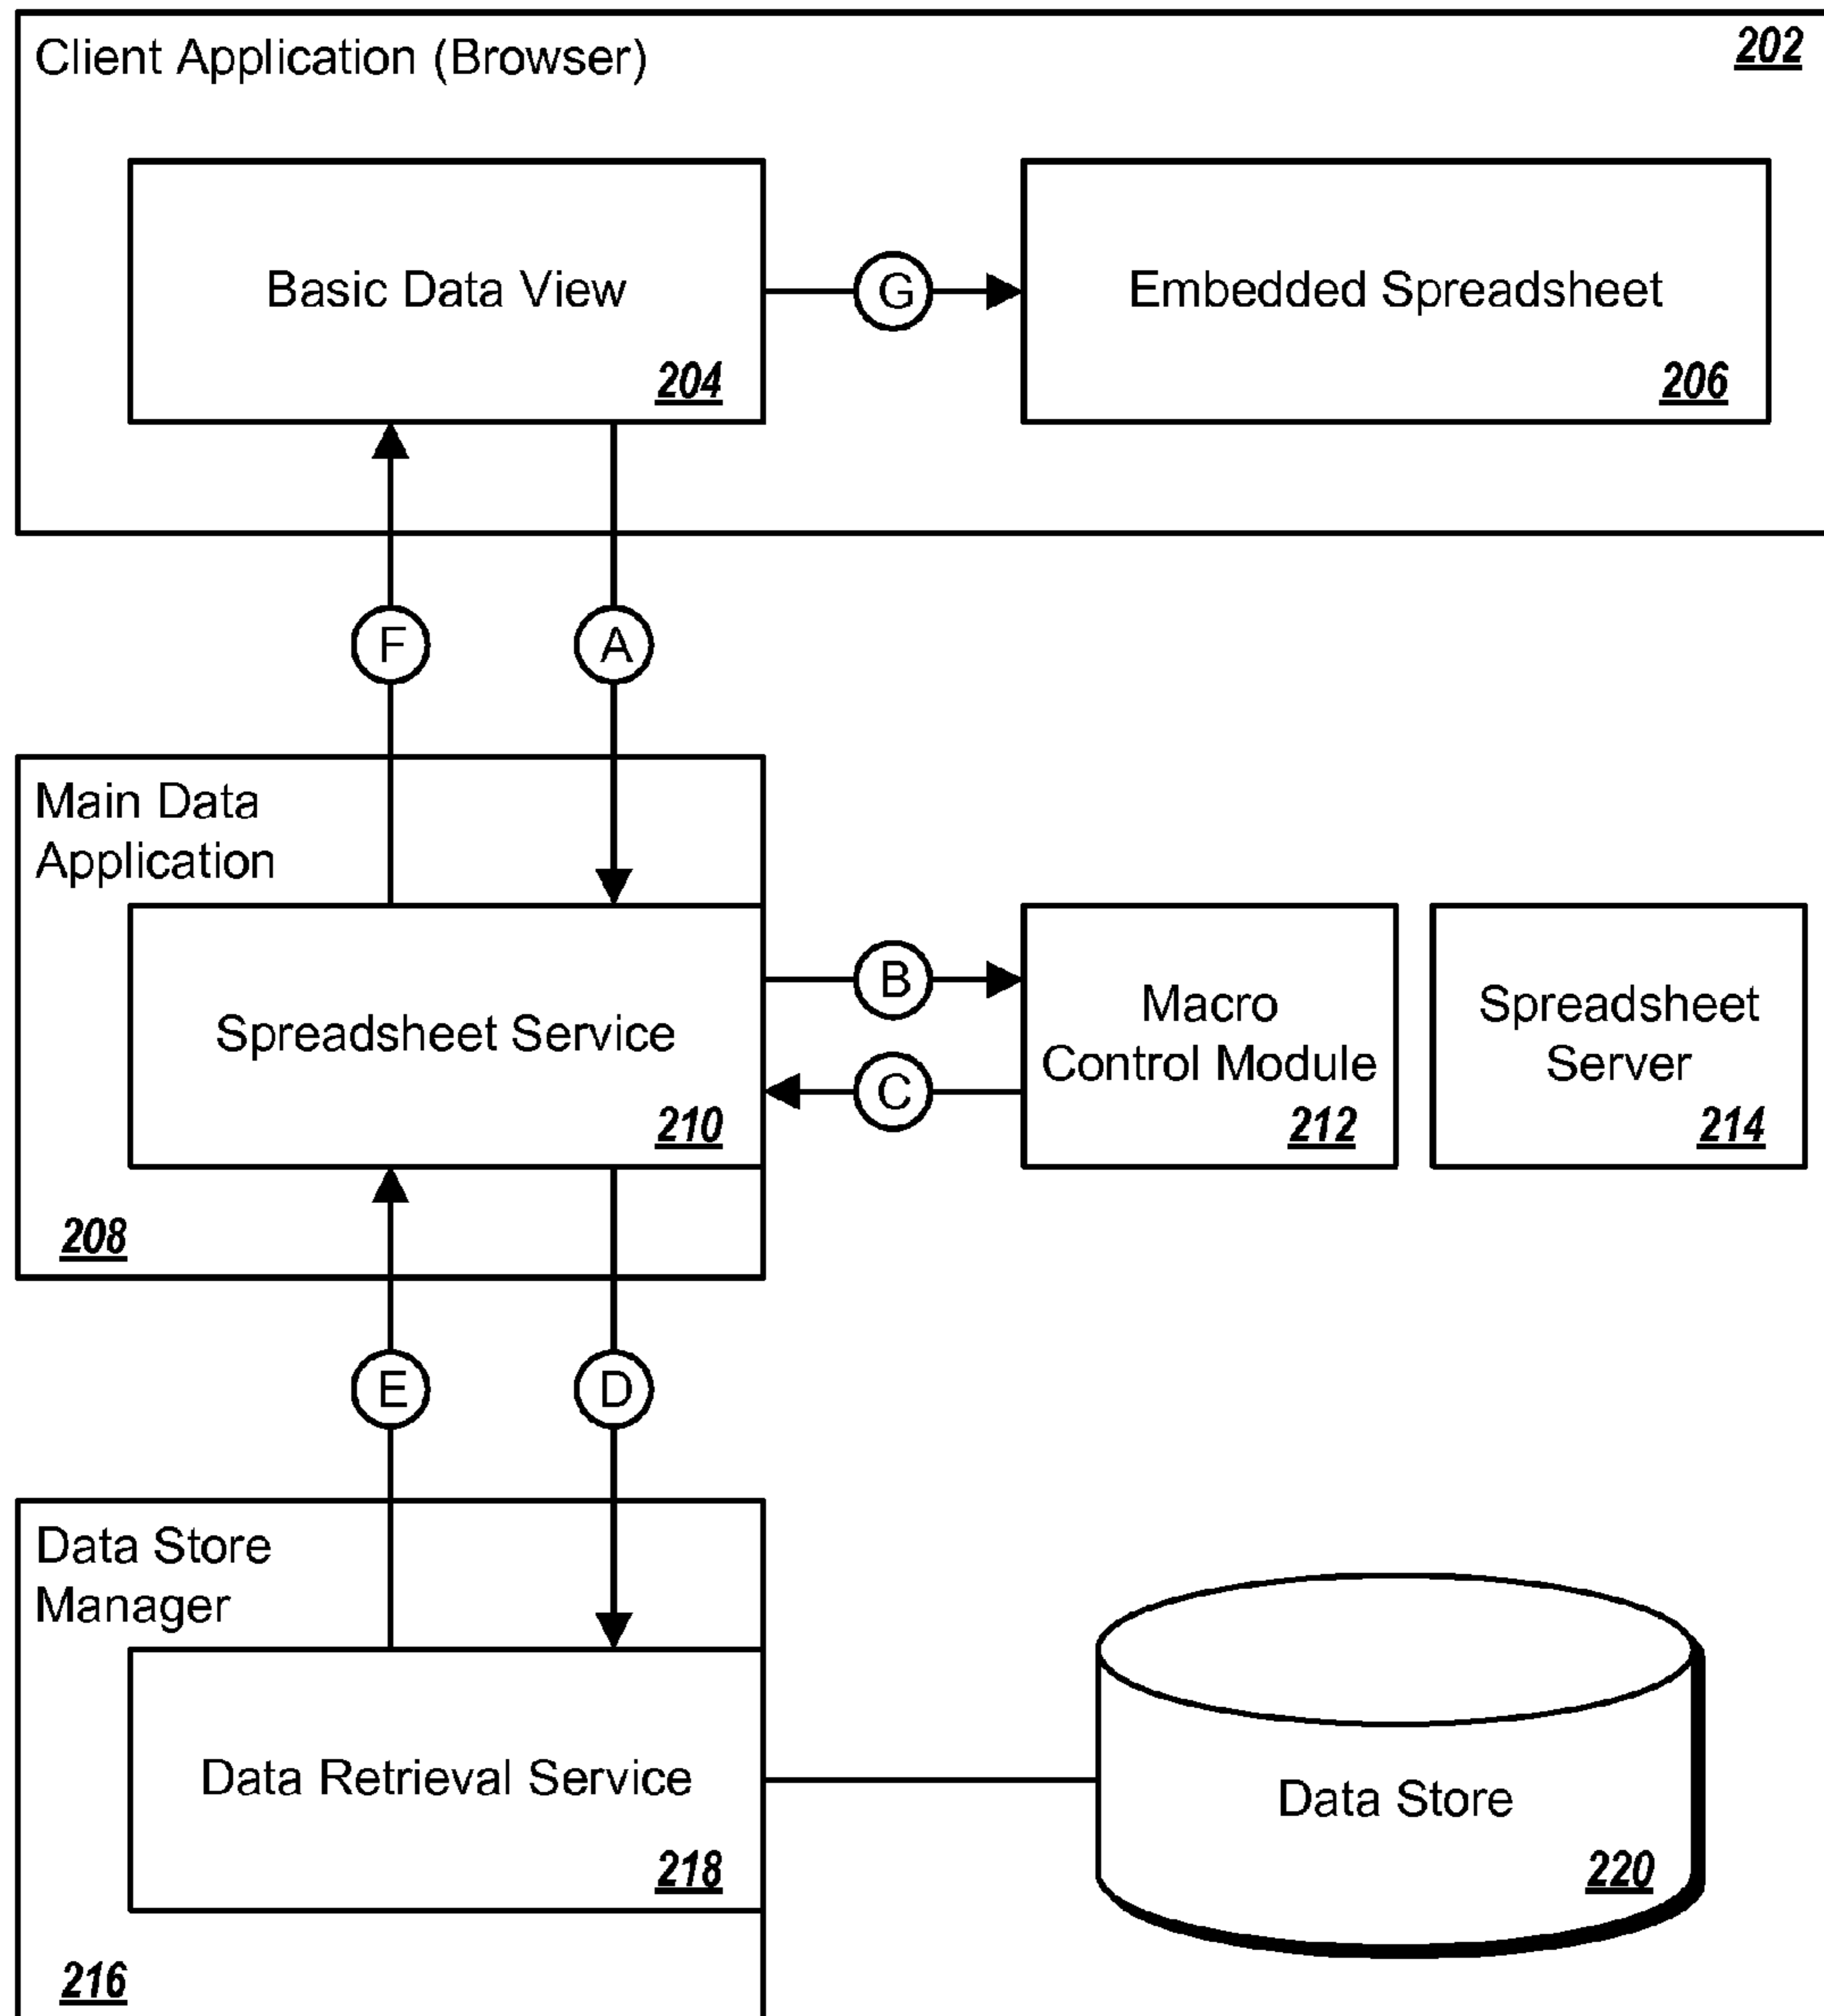 Client Application (Browser)
202
Basic Data View
204
G
Embedded Spreadsheet
206
F
A
Main Data
Application
Spreadsheet Service
210
208
B
C
Macro
Control Module
212
Spreadsheet
Server
214
E
D
Data Store
Manager
Data Retrieval Service
218
216
Data Store
220